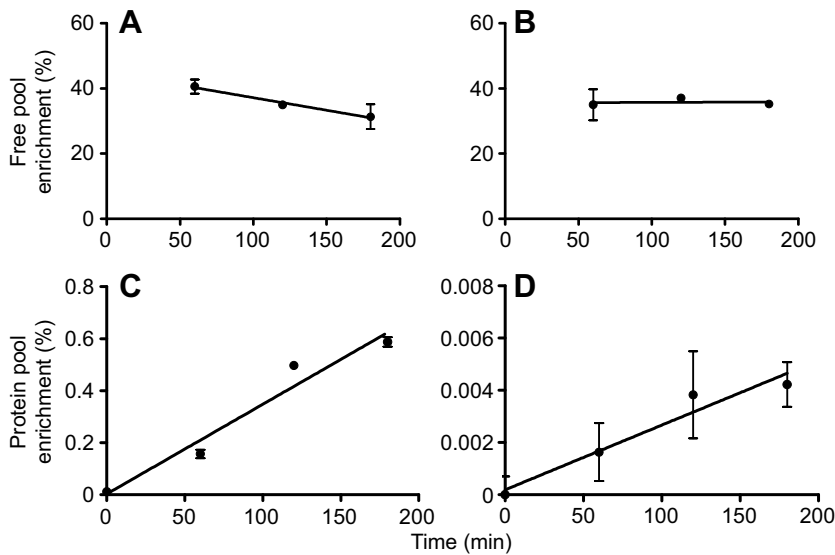 A
B
Free pool
enrichment (%)
60
40
20
0
0 50 100 150 200
60
40
20
0
0 50 100 150 200
C
D
Protein pool
enrichment (%)
0.8
0.6
0.4
0.2
0
0 50 100 150 200
0.008
0.006
0.004
0.002
0
0 50 100 150 200
Time (min)